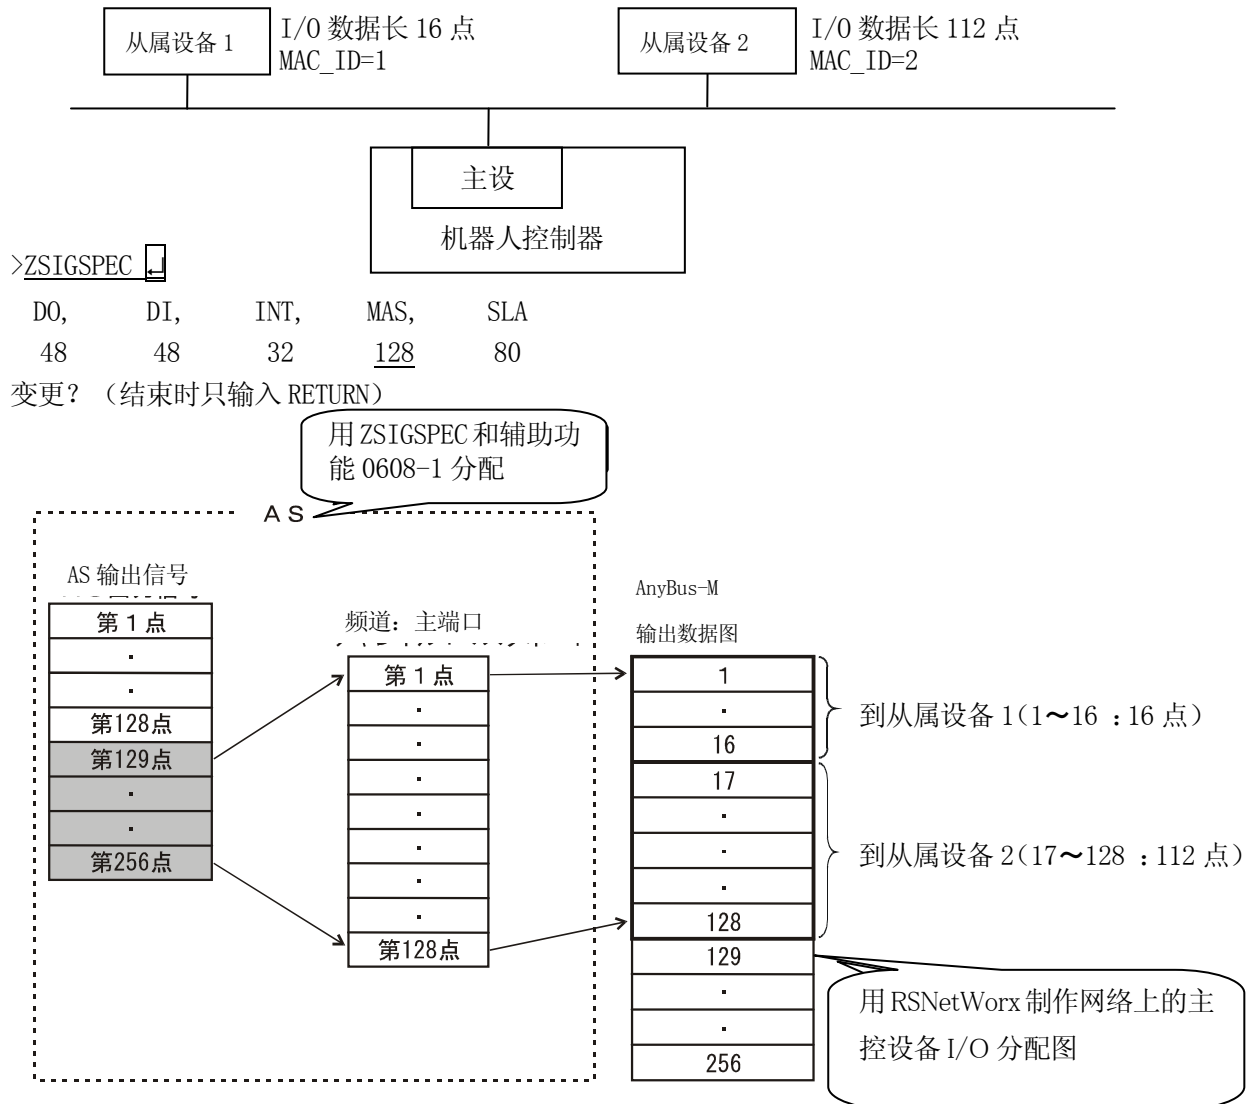 从属设备 1
I/O 数据长 16 点
MAC_ID=1
从属设备 2
I/O 数据长 112 点
MAC_ID=2
主设
机器人控制器
>ZSIGSPEC ↵
DO, DI, INT, MAS, SLA
48 48 32 128 80
变更？（结束时只输入 RETURN）
用 ZSIGSPEC 和辅助功
能 0608-1 分配
AS
AS 输出信号
第 1 点
·
·
第128点
第129点
·
·
第256点
频道：主端口
第 1 点
·
·
·
·
·
·
·
第128点
AnyBus-M
输出数据图
1
·
16
17
·
·
·
128
129
·
·
256
到从属设备 1（1～16 ：16 点）
到从属设备 2（17～128 ：112 点）
用 RSNetWorx 制作网络上的主
控设备 I/O 分配图